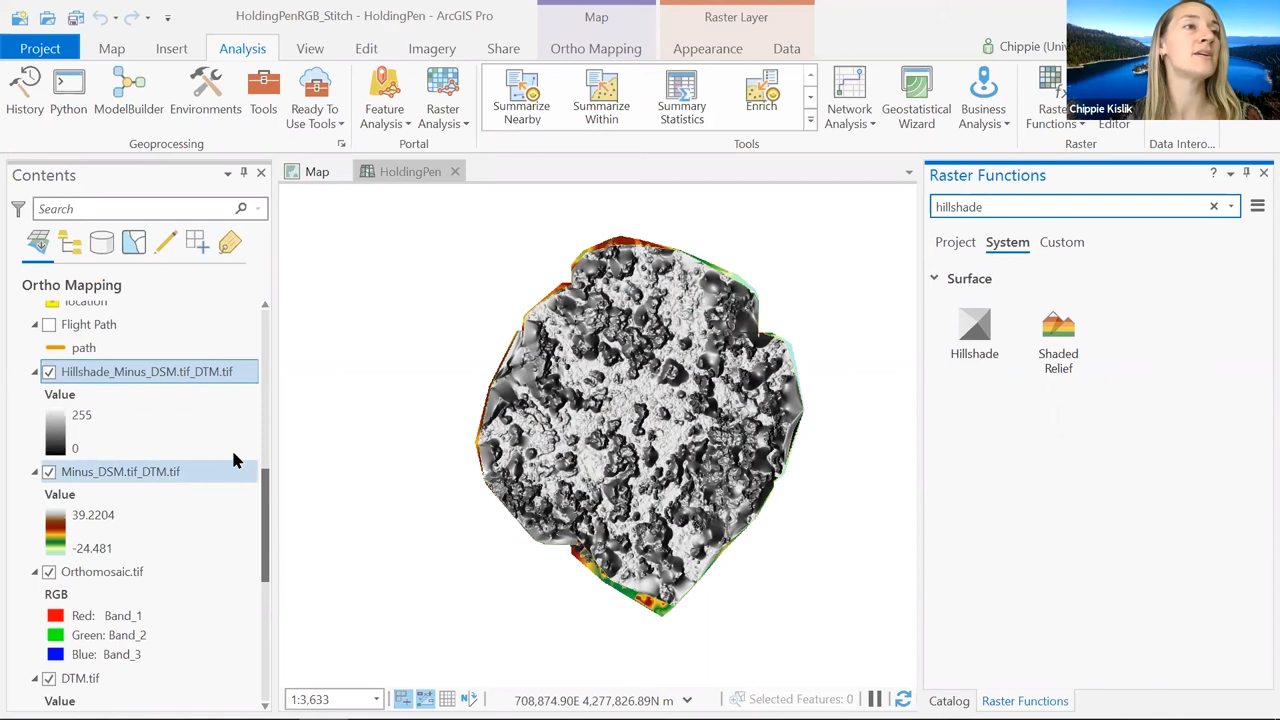 HoldingPenRGB_Stitch - HoldingPen - ArcGIS Pro
Map
Raster Layer
Project
Map
Insert
Analysis
View
Edit
Imagery
Share
Ortho Mapping
Appearance
Data
Chippie (Univ
Chippie Kislik
History
Python
ModelBuilder
Environments
Tools
Ready To Use Tools
Feature Analysis
Raster Analysis
Summarize Nearby
Summarize Within
Summary Statistics
Enrich
Network Analysis
Geostatistical Wizard
Business Analysis
Functions
Editor
Geoprocessing
Portal
Tools
Raster
Data Intero...
Contents
Map
HoldingPen
Raster Functions
?
Search
hillshade
Project
System
Custom
Ortho Mapping
Surface
location
Flight Path
path
Hillshade
Shaded Relief
Hillshade_Minus_DSM.tif_DTM.tif
Value
255
0
Minus_DSM.tif_DTM.tif
Value
39.2204
-24.481
Orthomosaic.tif
RGB
Red: Band_1
Green: Band_2
Blue: Band_3
DTM.tif
Value
1:3,633
708,874.90E 4,277,826.89N m
Selected Features: 0
Catalog
Raster Functions